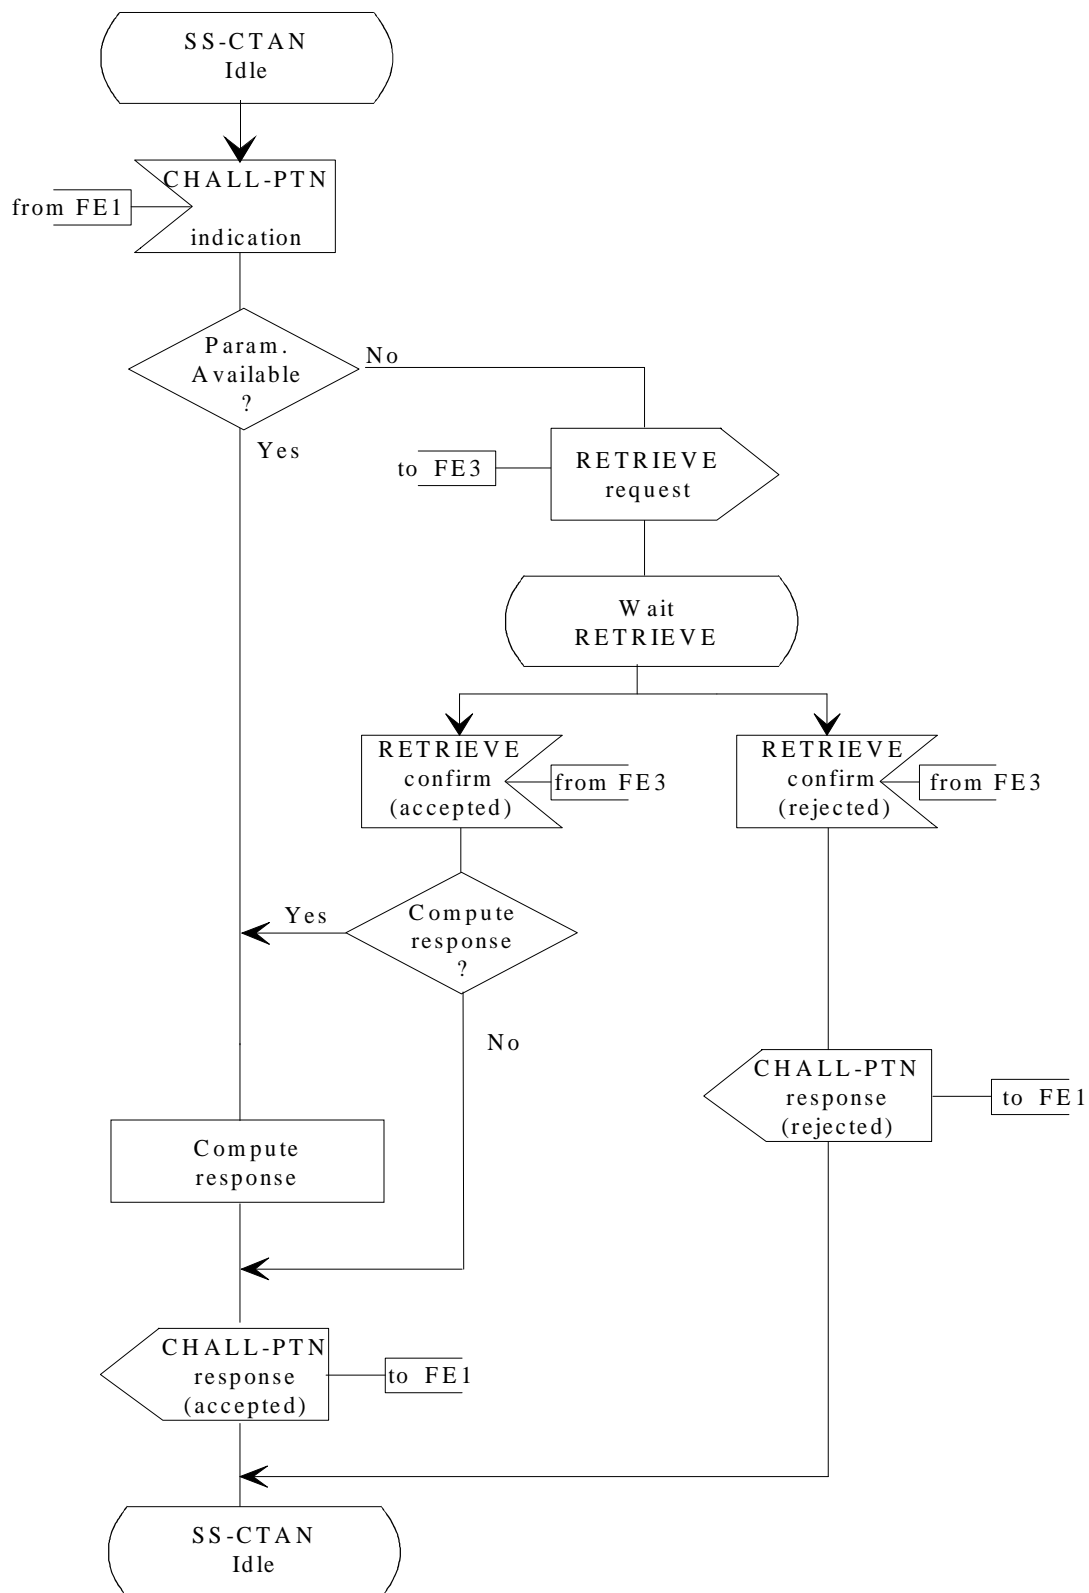 SS-CTAN
Idle
CHALL-PTN
from FE1
indication
Param.
Available
?
No
Yes
to FE3
RETRIEVE
request
Wait
RETRIEVE
RETRIEVE
confirm
(accepted)
from FE3
RETRIEVE
confirm
(rejected)
from FE3
Yes
Compute
response
?
No
CHALL-PTN
response
(rejected)
to FE1
Compute
response
CHALL-PTN
response
(accepted)
to FE1
SS-CTAN
Idle